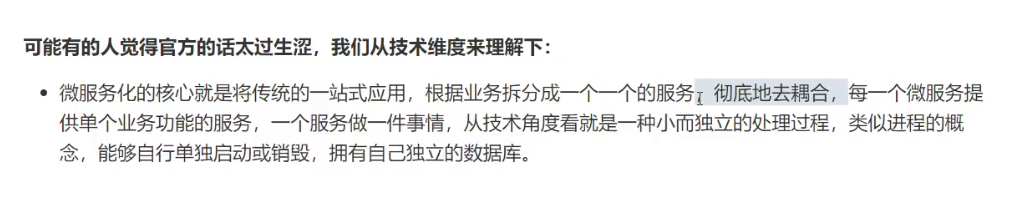 可能有的人觉得官方的话太过生涩，我们从技术维度来理解下：
• 微服务化的核心就是将传统的一站式应用，根据业务拆分成一个一个的服务，彻底地去耦合，每一个微服务提
供单个业务功能的服务，一个服务做一件事情，从技术角度看就是一种小而独立的处理过程，类似进程的概
念，能够自行单独启动或销毁，拥有自己独立的数据库。